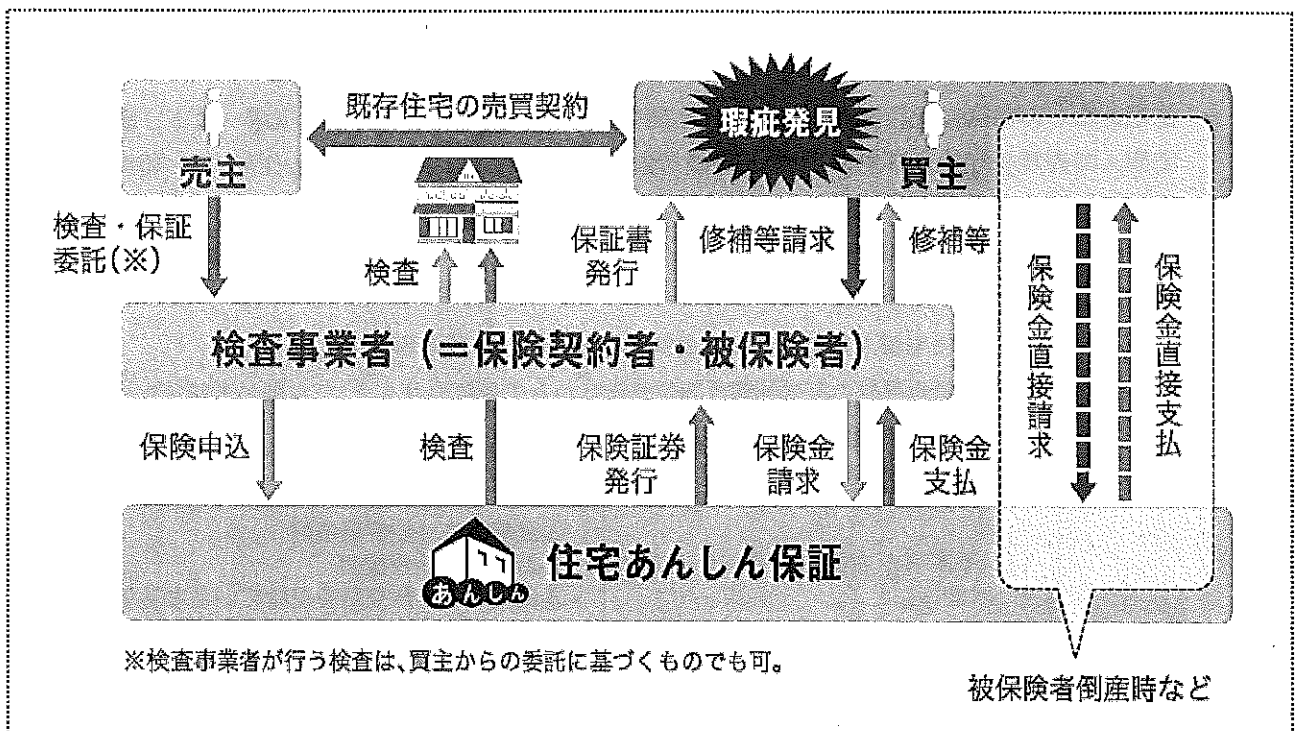 既存住宅の売買契約
瑕疵発見
売主
買主
検査・保証
委託(※)
検査
保証書
発行
修補等請求
修補等
保険金直接請求
保険金直接支払
検査事業者（＝保険契約者・被保険者）
保険申込
検査
保険証券
発行
保険金
請求
保険金
支払
あんしん
住宅あんしん保証
※検査事業者が行う検査は、買主からの委託に基づくものでも可。
被保険者倒産時など